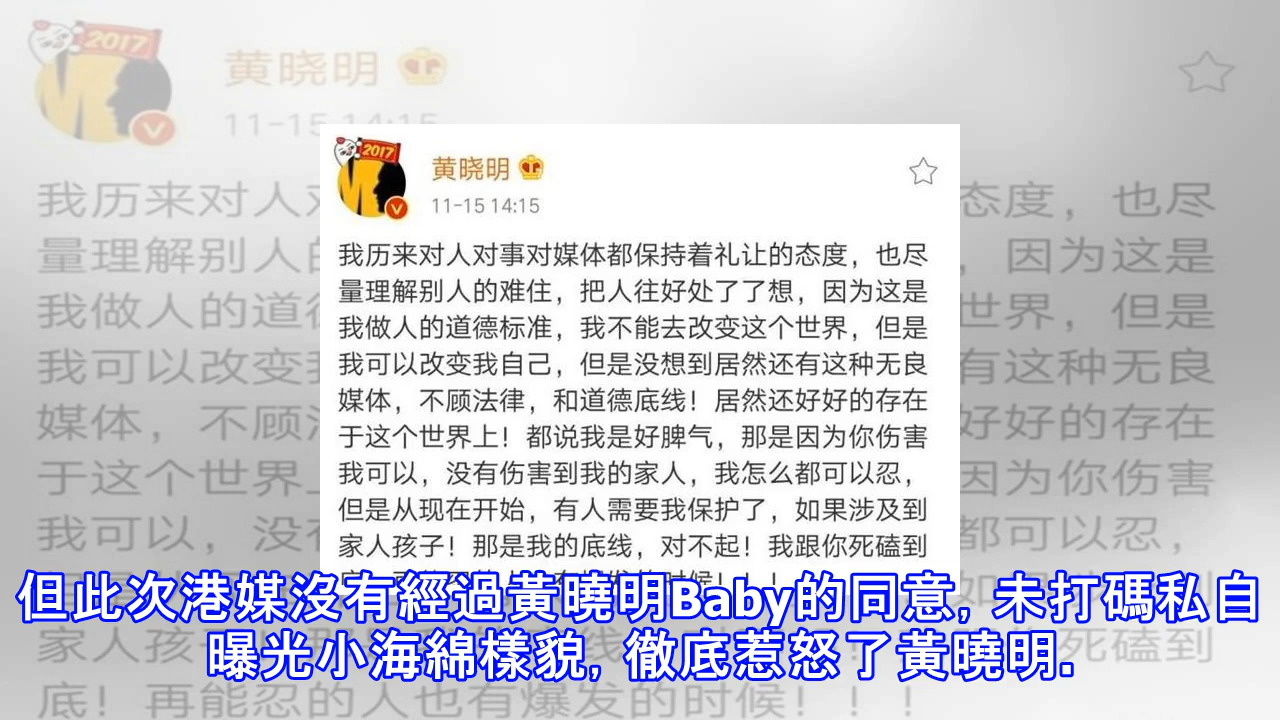 2017
黄晓明
11-15 14:15
我历来对人对事对媒体都保持着礼让的态度，也尽
量理解别人的难住，把人往好处了了想，因为这是
我做人的道德标准，我不能去改变这个世界，但是
我可以改变我自己，但是没想到居然还有这种无良
媒体，不顾法律，和道德底线！居然还好好的存在
于这个世界上！都说我是好脾气，那是因为你伤害
我可以，没有伤害到我的家人，我怎么都可以忍，
但是从现在开始，有人需要我保护了，如果涉及到
家人孩子！那是我的底线，对不起！我跟你死磕到
底！再能忍的人也有爆发的时候！！！
但此次港媒沒有經過黃曉明Baby的同意, 未打碼私自
曝光小海綿樣貌, 徹底惹怒了黃曉明.